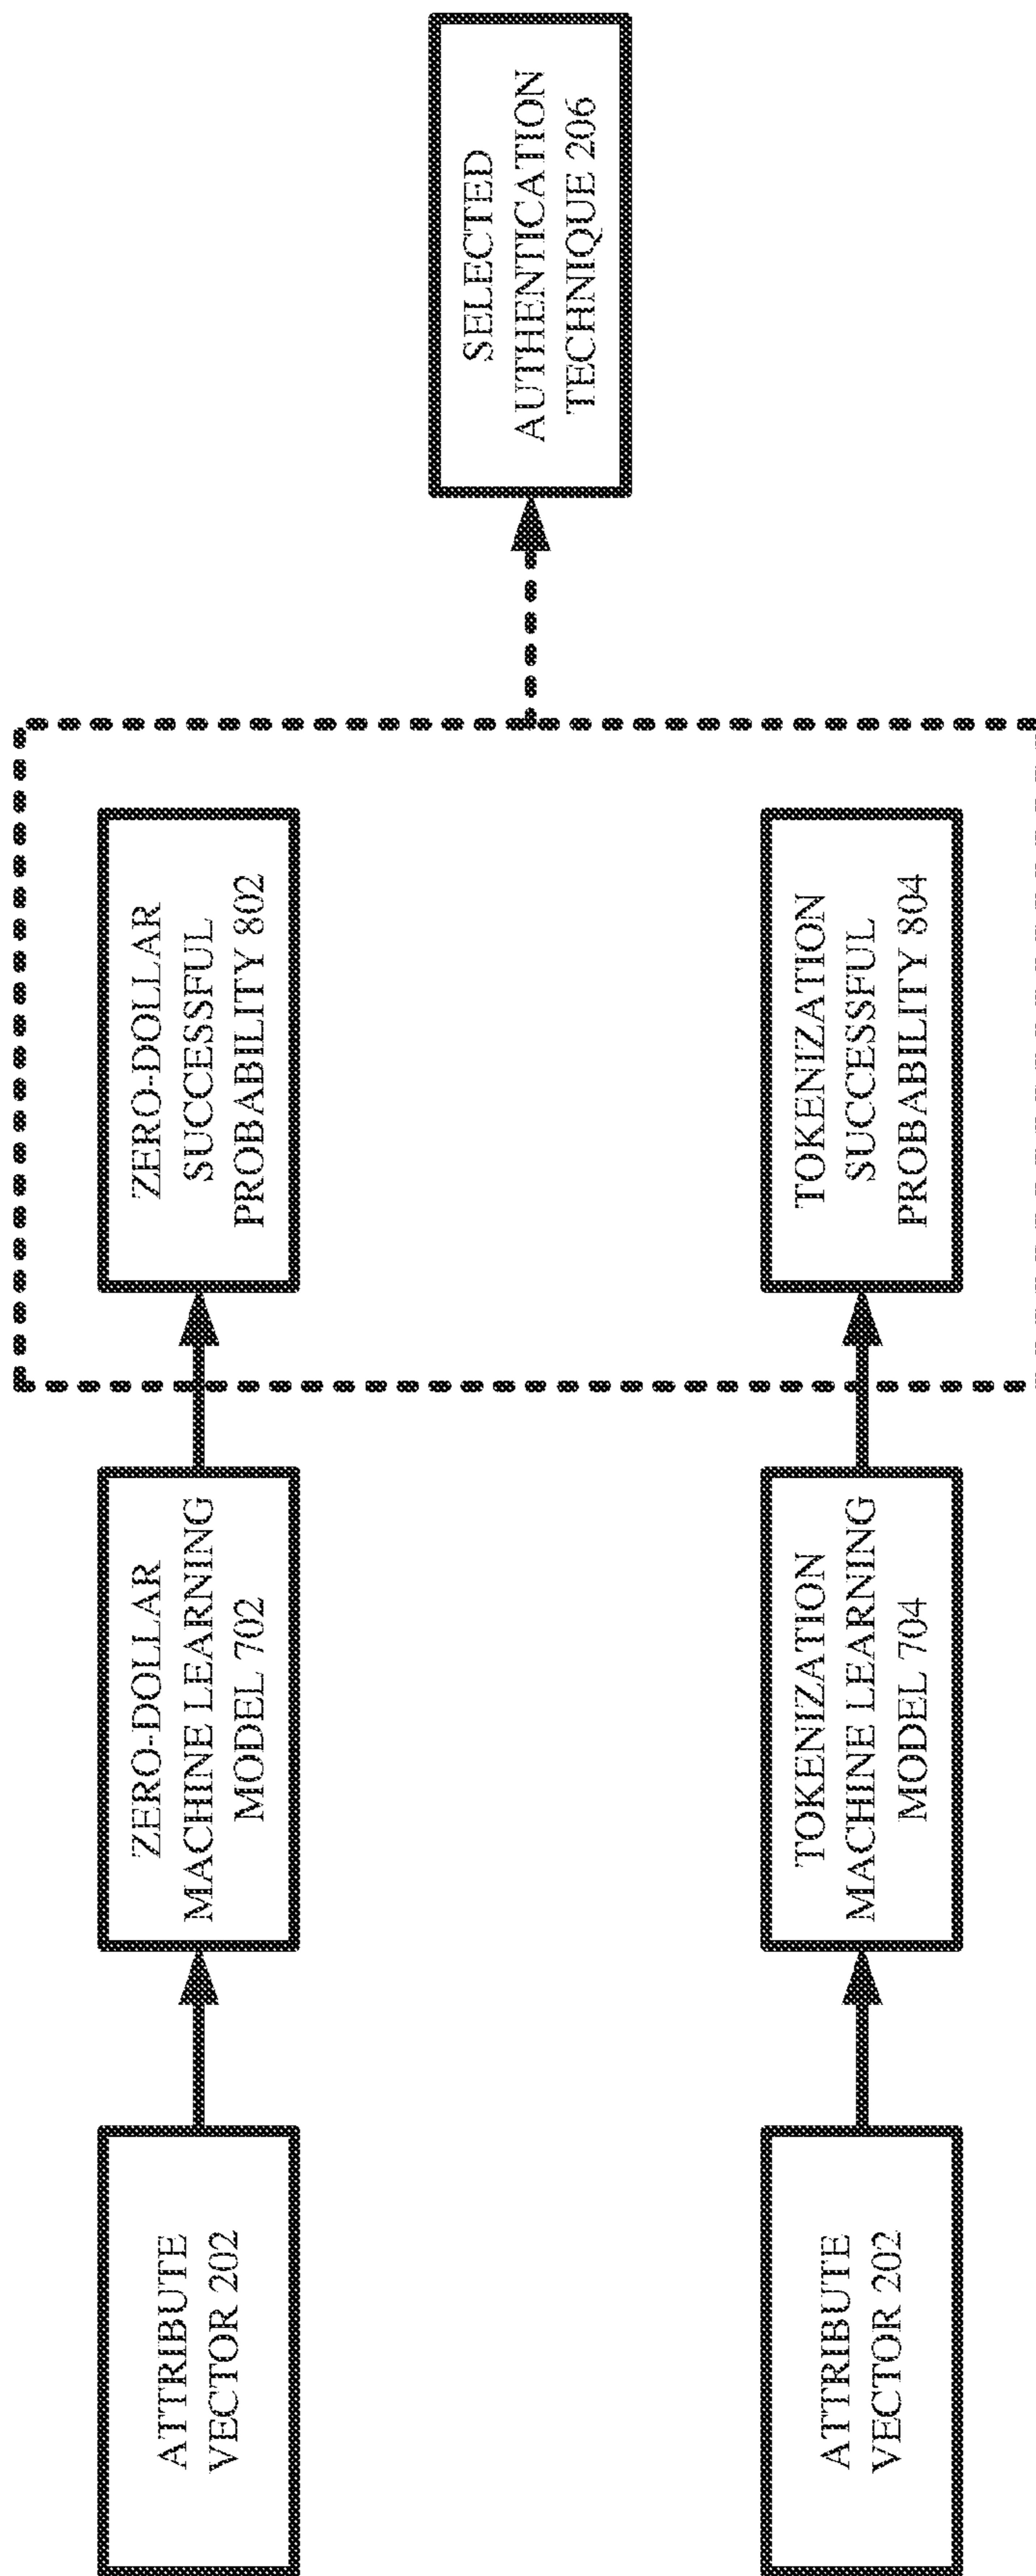 ATTRIBUTE
VECTOR 202
ZERO-DOLLAR
MACHINE LEARNING
MODEL 702
ZERO-DOLLAR
SUCCESSFUL
PROBABILITY 802
ATTRIBUTE
VECTOR 202
TOKENIZATION
MACHINE LEARNING
MODEL 704
TOKENIZATION
SUCCESSFUL
PROBABILITY 804
SELECTED
AUTHENTICATION
TECHNIQUE 206